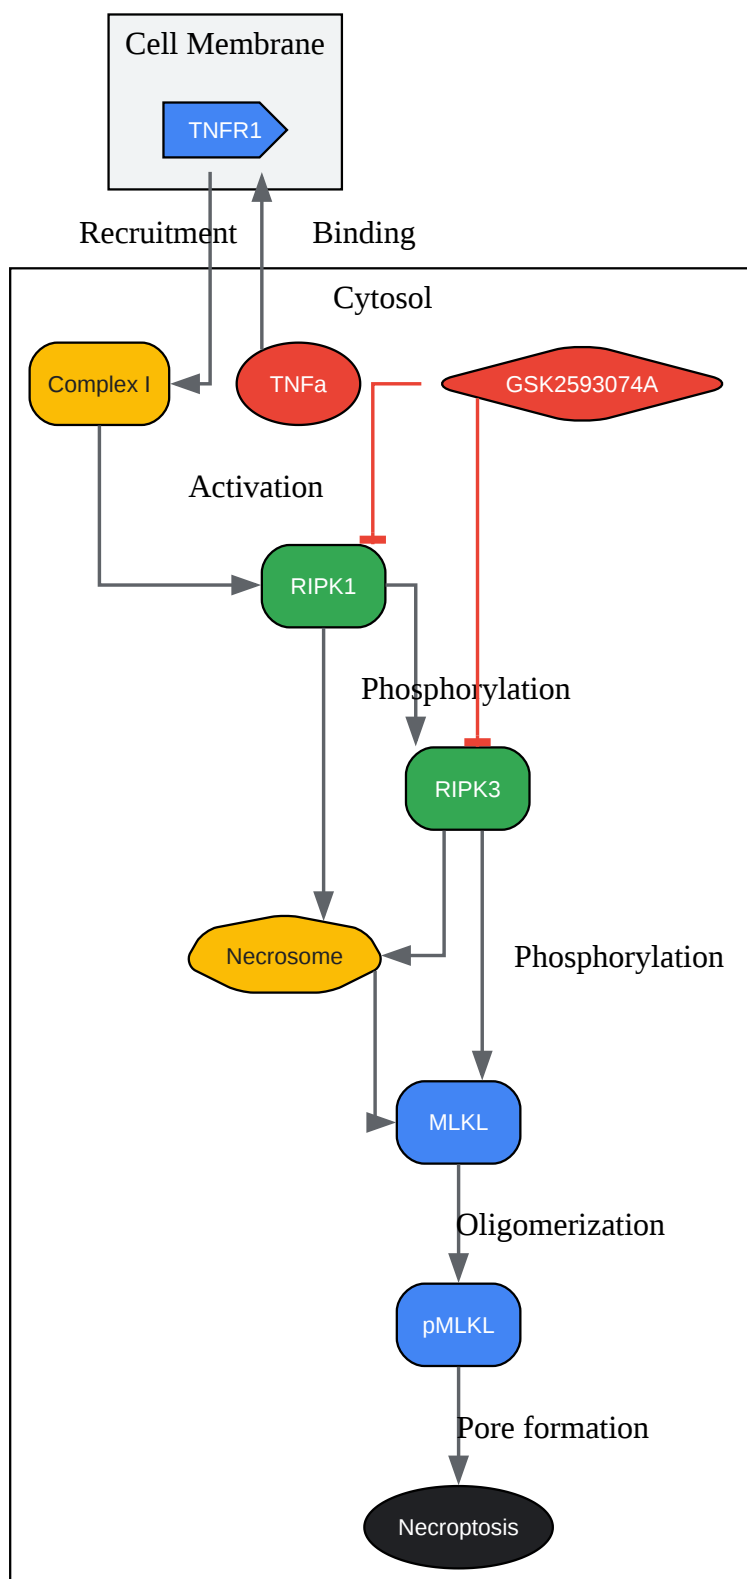 Cell Membrane
TNFR1
Recruitment
Binding
Cytosol
Complex I
TNFa
GSK2593074A
Activation
RIPK1
Phosphorylation
RIPK3
Necrosome
Phosphorylation
MLKL
Oligomerization
pMLKL
Pore formation
Necroptosis